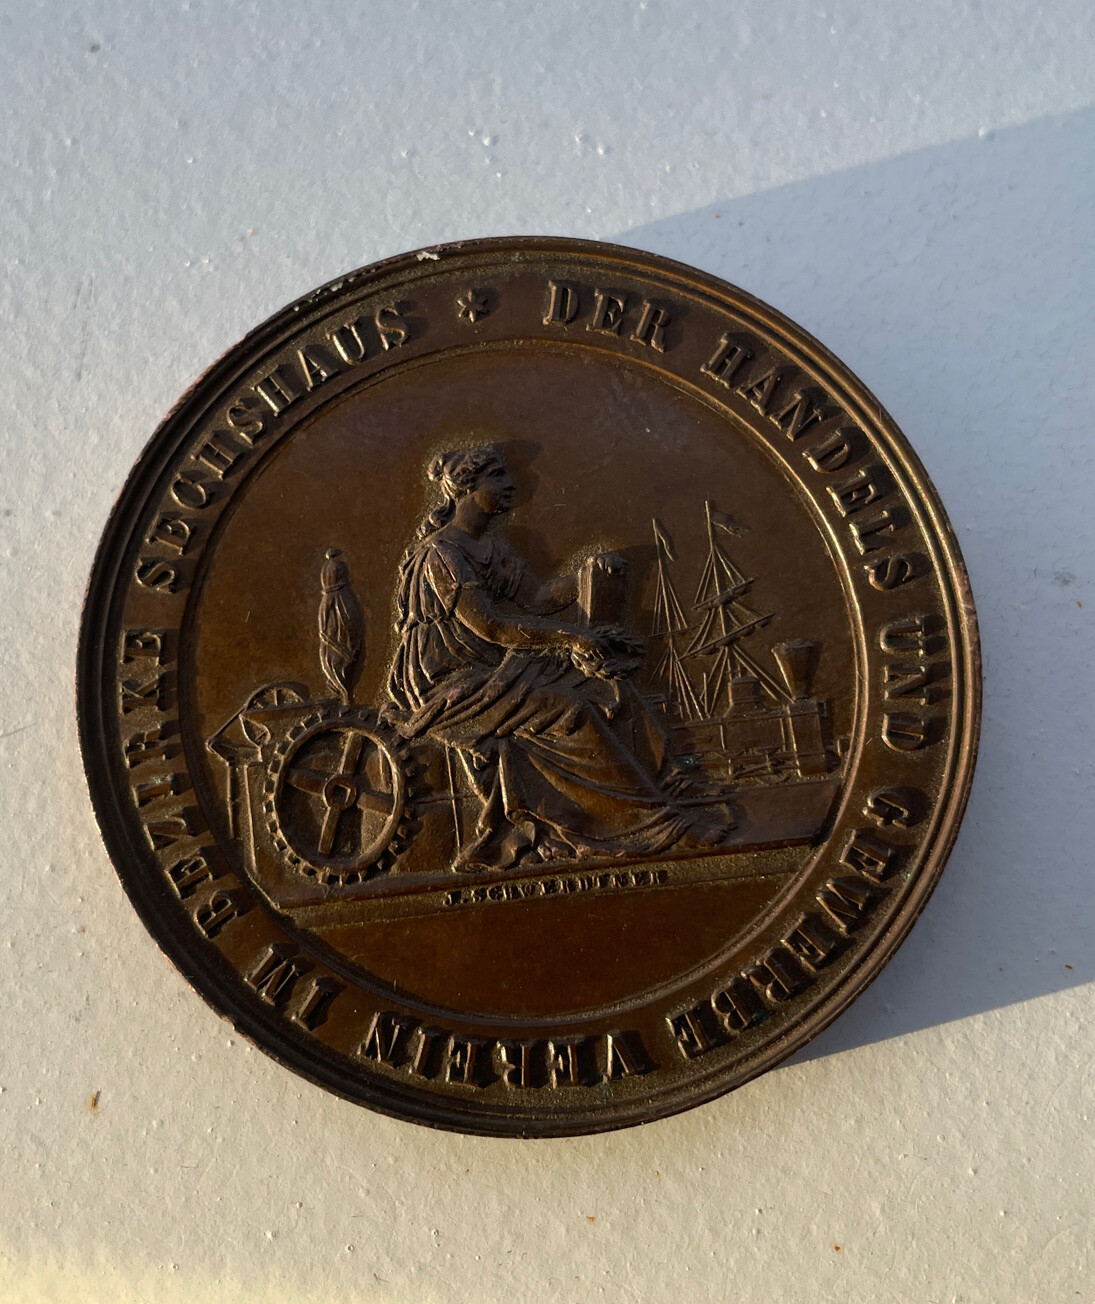 * DER HANDELS UND GEWERBE VEREIN IM BEZIRKE SECHSHAUS
J. SCHWERDTNER